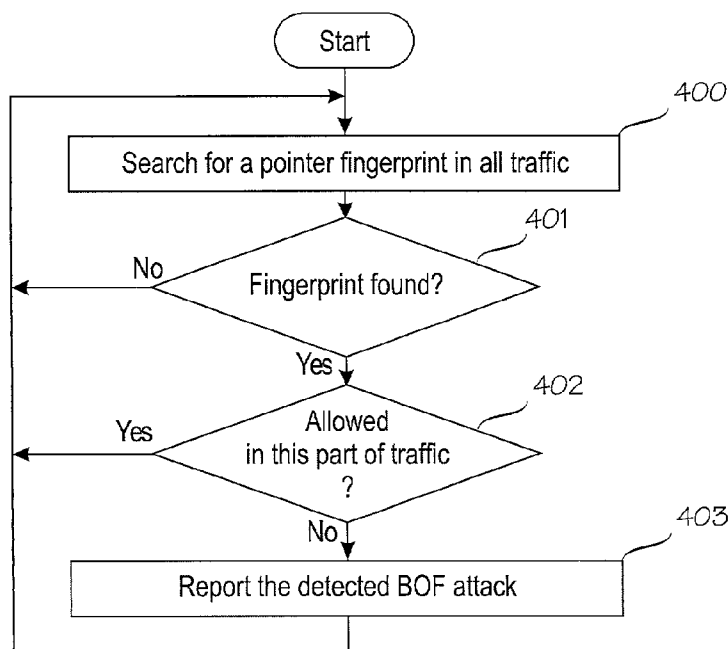 Start
400
Search for a pointer fingerprint in all traffic
401
No
Fingerprint found?
Yes
402
Yes
Allowed
in this part of traffic
?
No
403
Report the detected BOF attack